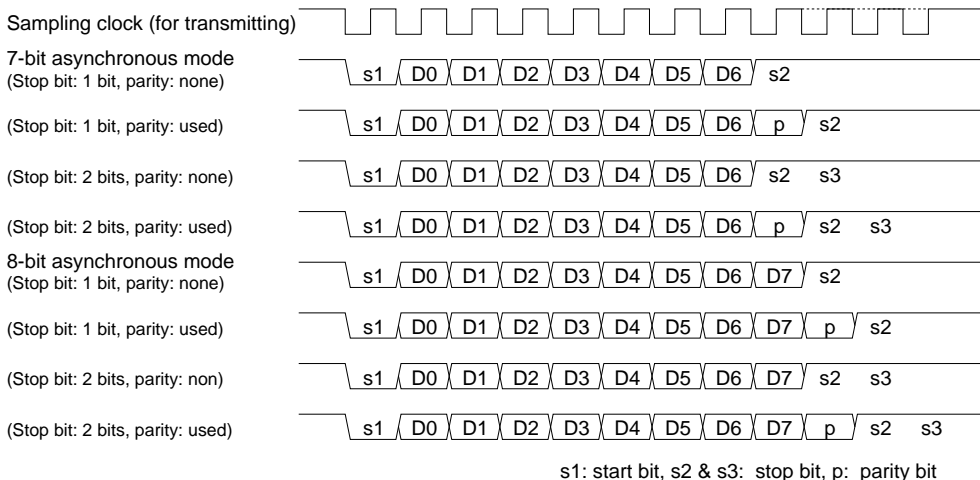 Sampling clock (for transmitting)
7-bit asynchronous mode
(Stop bit: 1 bit, parity: none)
s1 D0 D1 D2 D3 D4 D5 D6 s2
(Stop bit: 1 bit, parity: used)
s1 D0 D1 D2 D3 D4 D5 D6 p s2
(Stop bit: 2 bits, parity: none)
s1 D0 D1 D2 D3 D4 D5 D6 s2 s3
(Stop bit: 2 bits, parity: used)
s1 D0 D1 D2 D3 D4 D5 D6 p s2 s3
8-bit asynchronous mode
(Stop bit: 1 bit, parity: none)
s1 D0 D1 D2 D3 D4 D5 D6 D7 s2
(Stop bit: 1 bit, parity: used)
s1 D0 D1 D2 D3 D4 D5 D6 D7 p s2
(Stop bit: 2 bits, parity: non)
s1 D0 D1 D2 D3 D4 D5 D6 D7 s2 s3
(Stop bit: 2 bits, parity: used)
s1 D0 D1 D2 D3 D4 D5 D6 D7 p s2 s3
s1: start bit, s2 & s3: stop bit, p: parity bit